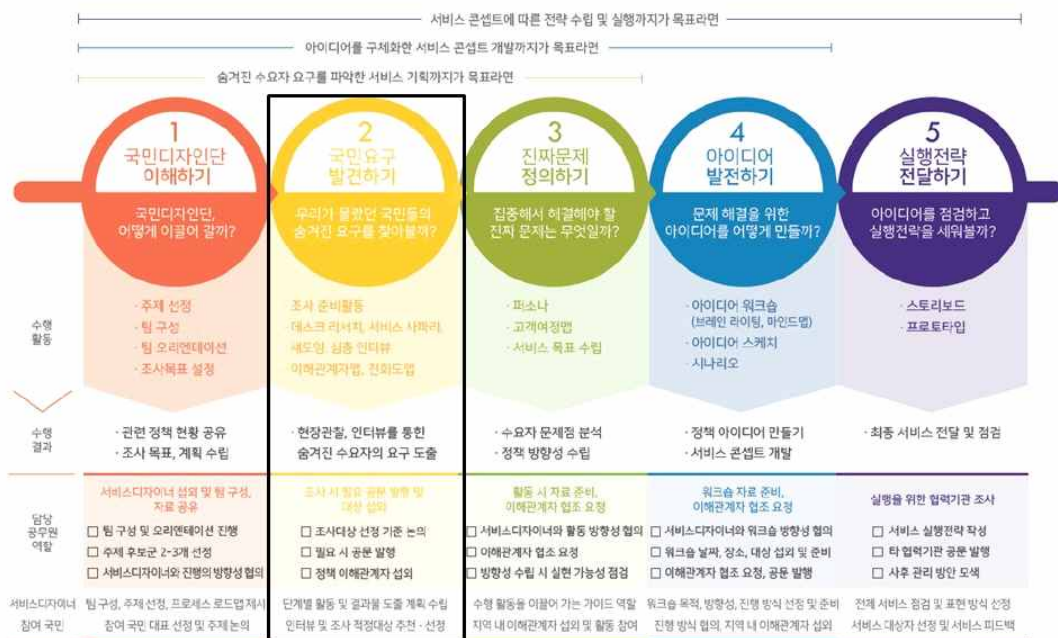 서비스 콘셉트에 따른 전략 수립 및 실행까지가 목표라면
아이디어를 구체화한 서비스 콘셉트 개발까지가 목표라면
숨겨진 수요자 요구를 파악한 서비스 기획까지가 목표라면
1
국민디자인단
이해하기
국민디자인단,
어떻게 이끌어 갈까?
2
국민요구
발견하기
우리가 몰랐던 국민들의
숨겨진 요구를 찾아볼까?
3
진짜문제
정의하기
집중해서 해결해야 할
진짜 문제는 무엇일까?
4
아이디어
발전하기
문제 해결을 위한
아이디어를 어떻게 만들까?
5
실행전략
전달하기
아이디어를 점검하고
실행전략을 세워볼까?
수행
활동
· 주제 선정
· 팀 구성
· 팀 오리엔테이션
· 조사목표 설정
조사 준비활동
· 데스크 리서치, 서비스 사파리,
섀도잉, 심층 인터뷰
· 이해관계자맵, 친화도맵
· 퍼소나
· 고객여정맵
· 서비스 목표 수립
· 아이디어 워크숍
(브레인 라이팅, 마인드맵)
· 아이디어 스케치
· 시나리오
· 스토리보드
· 프로토타입
수행
결과
· 관련 정책 현황 공유
· 조사 목표, 계획 수립
· 현장관찰, 인터뷰를 통한
숨겨진 수요자의 요구 도출
· 수요자 문제점 분석
· 정책 방향성 수립
· 정책 아이디어 만들기
· 서비스 콘셉트 개발
· 최종 서비스 전달 및 점검
담당
공무원
역할
서비스디자이너 섭외 및 팀 구성,
자료 공유
□ 팀 구성 및 오리엔테이션 진행
□ 주제 후보군 2-3개 선정
□ 서비스디자이너와 진행의 방향성 협의
조사 시 필요 공문 발행 및
대상 섭외
□ 조사대상 선정 기준 논의
□ 필요 시 공문 발행
□ 정책 이해관계자 섭외
활동 시 자료 준비,
이해관계자 협조 요청
□ 서비스디자이너와 활동 방향성 협의
□ 이해관계자 협조 요청
□ 방향성 수립 시 실현 가능성 점검
워크숍 자료 준비,
이해관계자 협조 요청
□ 서비스디자이너와 워크숍 방향성 협의
□ 워크숍 날짜, 장소, 대상 섭외 및 준비
□ 이해관계자 협조 요청, 공문 발행
실행을 위한 협력기관 조사
□ 서비스 실행전략 작성
□ 타 협력기관 공문 발행
□ 사후 관리 방안 모색
서비스디자이너
팀 구성, 주제 선정, 프로세스 로드맵 제시
단계별 활동 및 결과물 도출 계획 수립
수행 활동을 이끌어 가는 가이드 역할
워크숍 목적, 방향성, 진행 방식 선정 및 준비
전체 서비스 점검 및 표현 방식 선정
참여 국민
참여 국민 대표 선정 및 주제 논의
인터뷰 및 조사 적정대상 추천 · 선정
지역 내 이해관계자 섭외 및 활동 참여
진행 방식 협의, 지역 내 이해관계자 섭외
서비스 대상자 선정 및 서비스 피드백